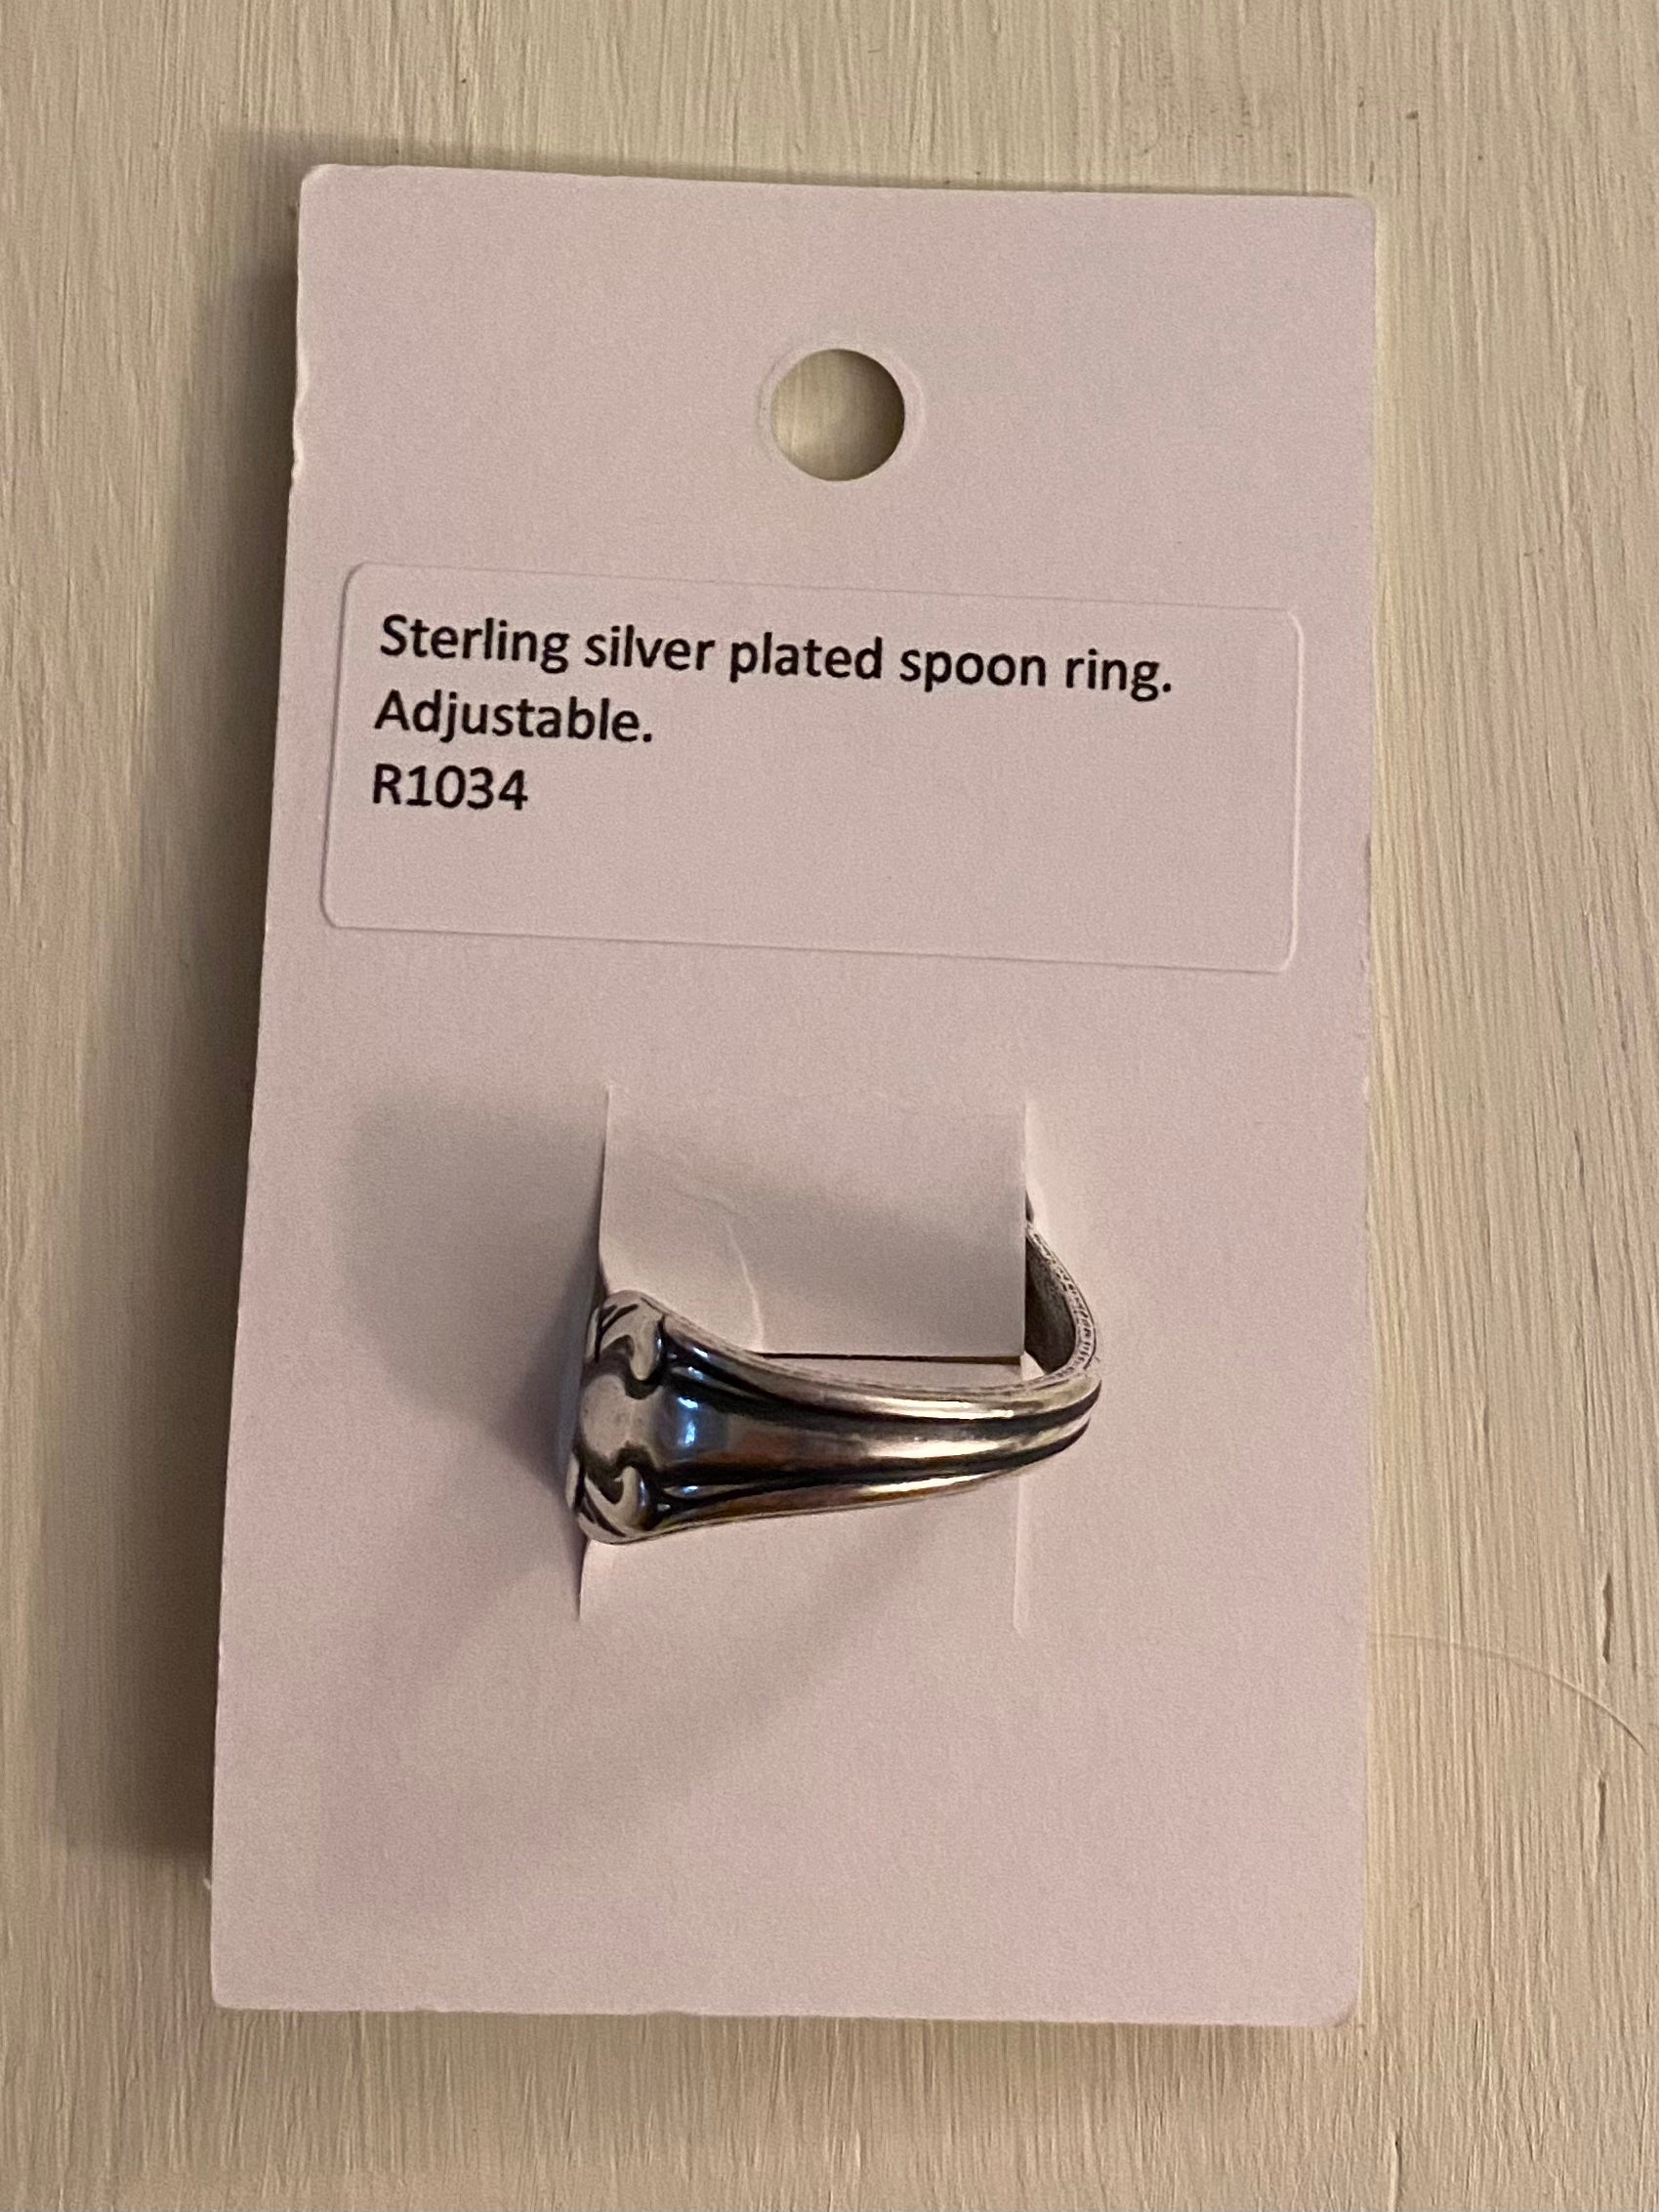 Sterling silver plated spoon ring.
Adjustable.
R1034